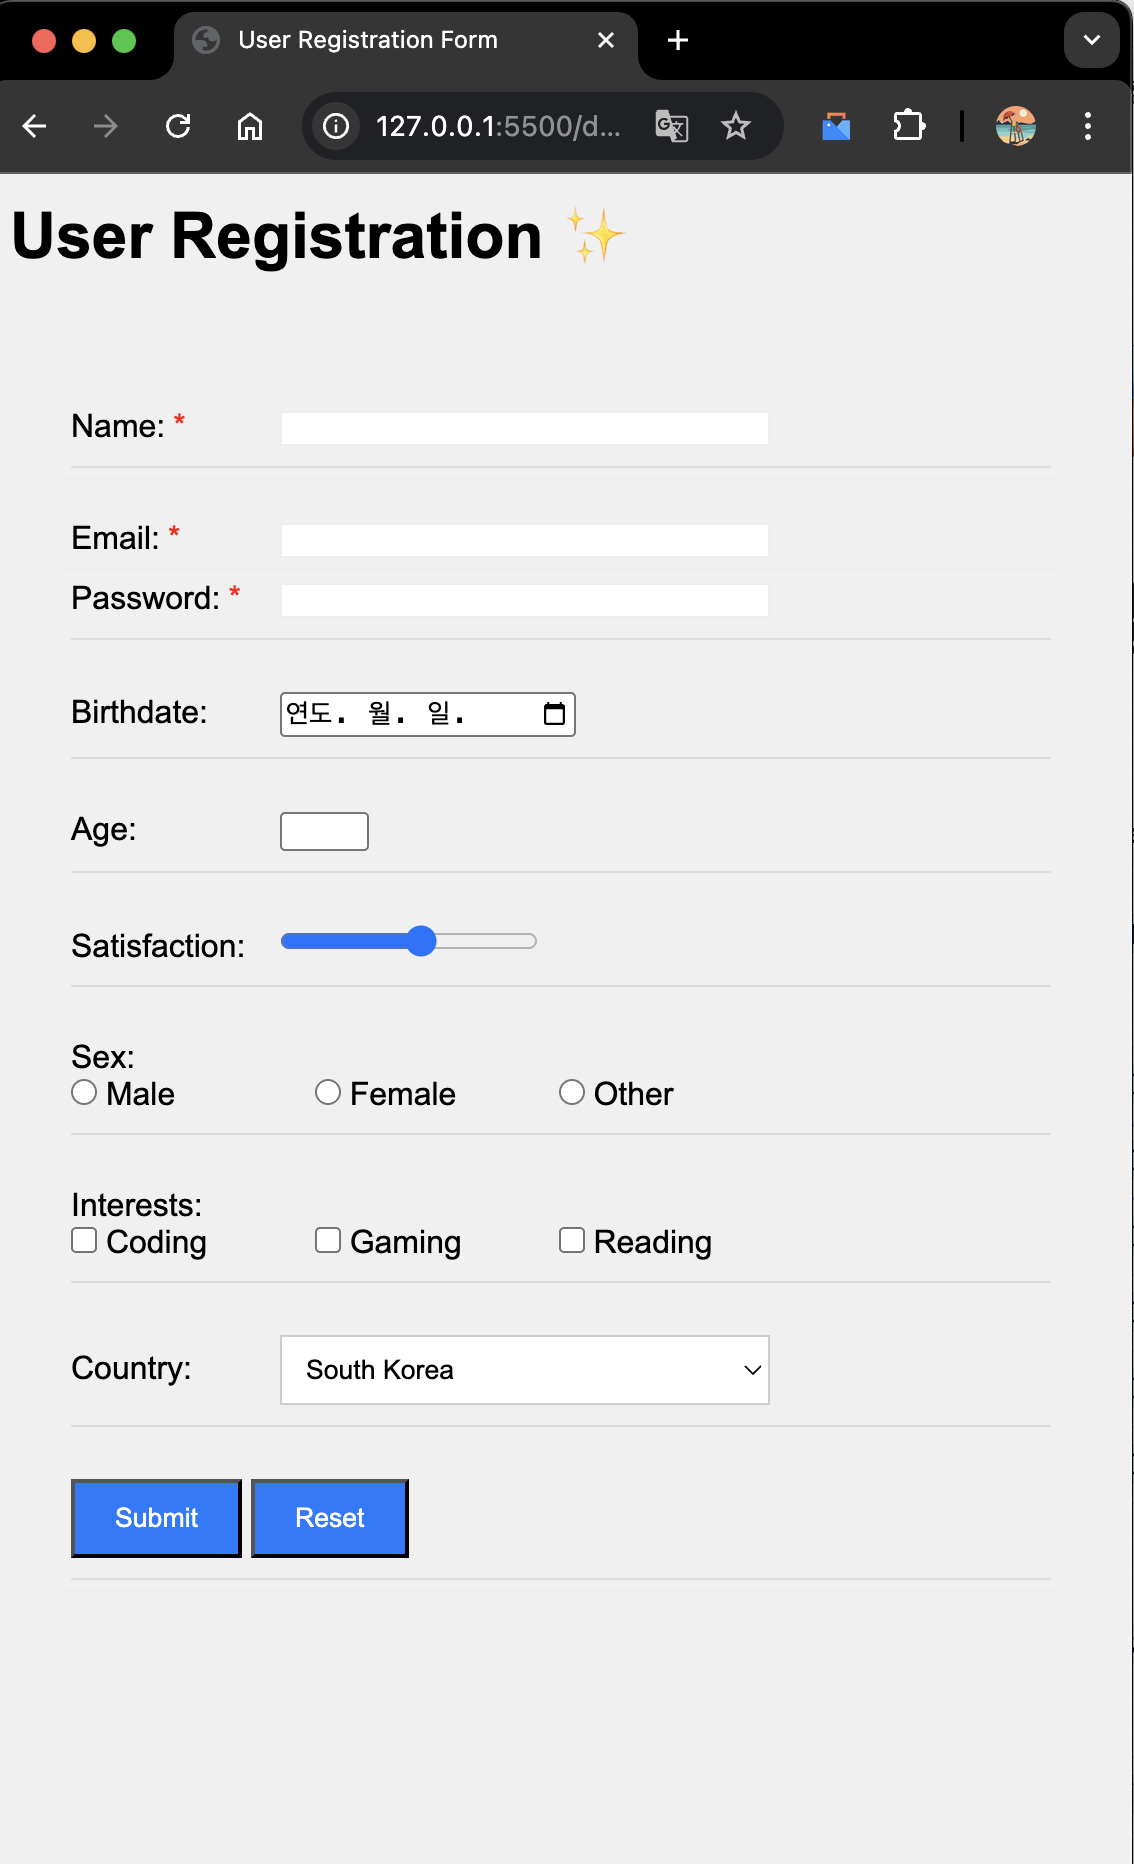 User Registration Form
127.0.0.1:5500/d...
User Registration ✨
Name: *
Email: *
Password: *
Birthdate: 연도. 월. 일.
Age:
Satisfaction:
Sex:
Male Female Other
Interests:
Coding Gaming Reading
Country: South Korea
Submit Reset